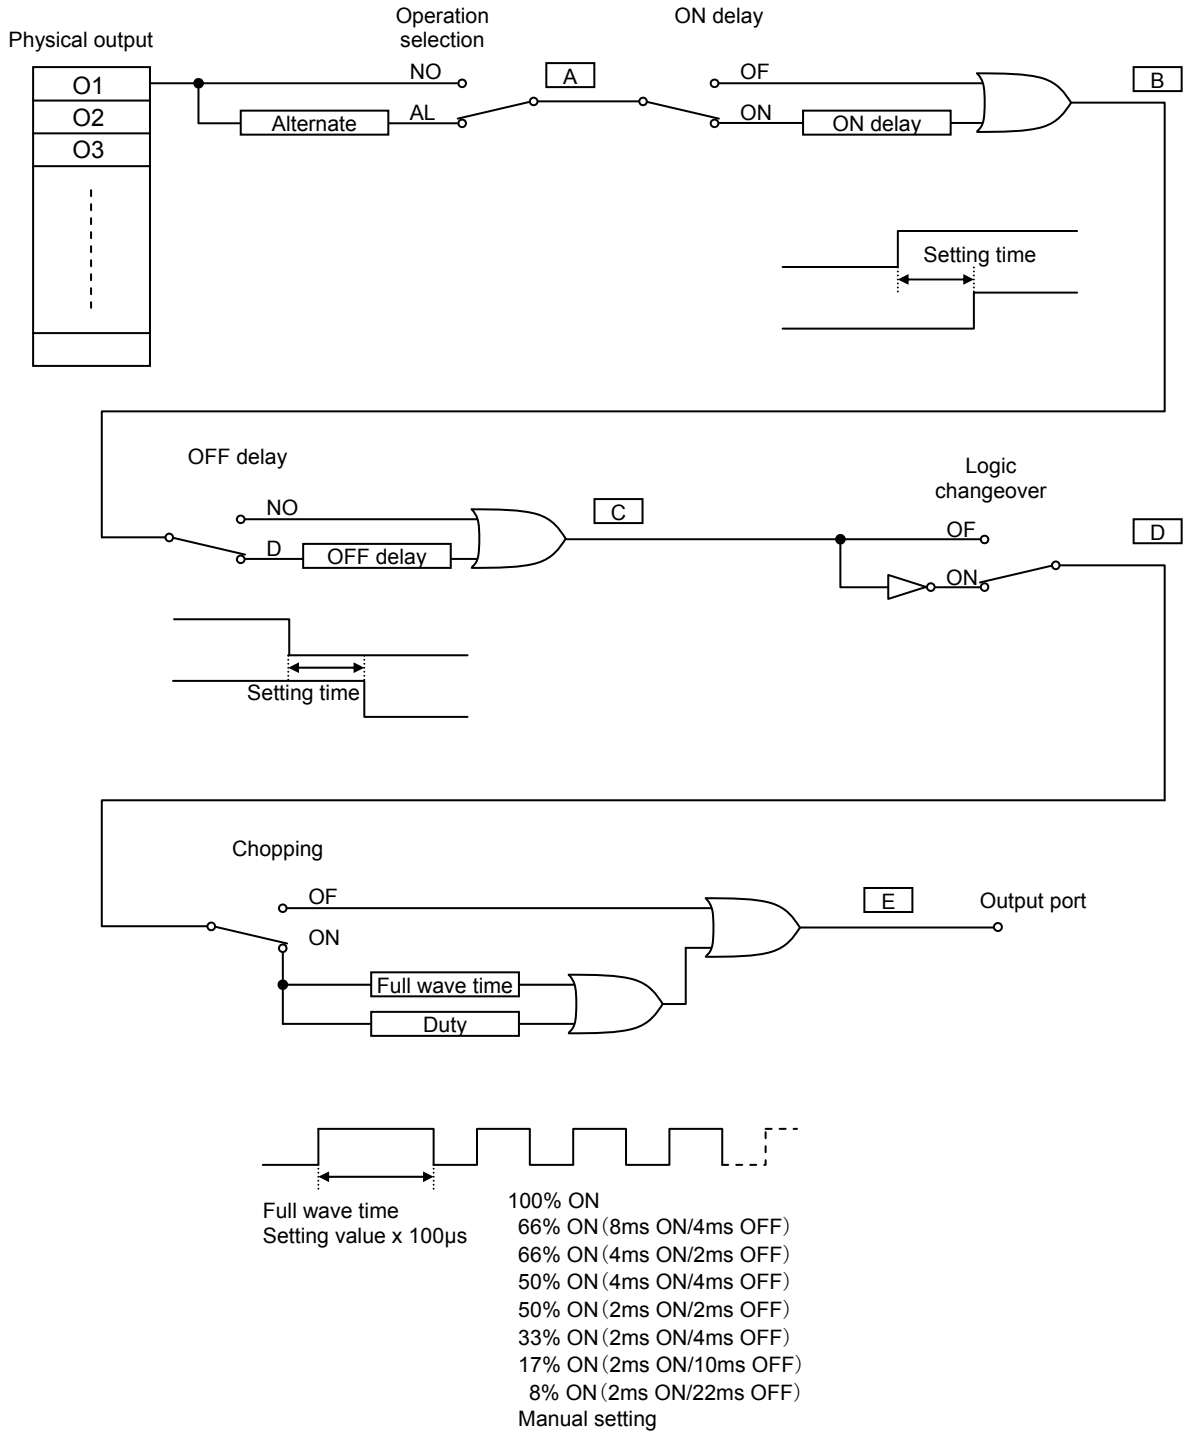 Operation
selection
ON delay
Physical output
O1
O2
O3
NO
Alternate
AL
A
OF
ON
ON delay
B
Setting time
OFF delay
NO
D
OFF delay
C
Logic
changeover
OF
ON
D
Setting time
Chopping
OF
ON
Full wave time
Duty
E
Output port
Full wave time
Setting value x 100µs
100% ON
66% ON（8ms ON/4ms OFF）
66% ON（4ms ON/2ms OFF）
50% ON（4ms ON/4ms OFF）
50% ON（2ms ON/2ms OFF）
33% ON（2ms ON/4ms OFF）
17% ON（2ms ON/10ms OFF）
8% ON（2ms ON/22ms OFF）
Manual setting